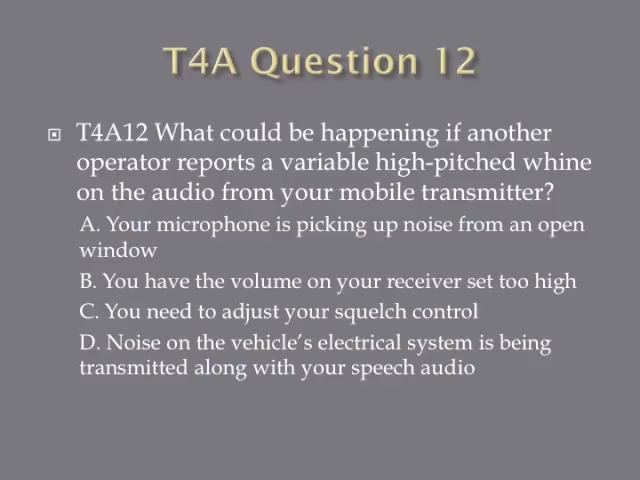 T4A Question 12
T4A12 What could be happening if another
operator reports a variable high-pitched whine
on the audio from your mobile transmitter?
A. Your microphone is picking up noise from an open
window
B. You have the volume on your receiver set too high
C. You need to adjust your squelch control
D. Noise on the vehicle’s electrical system is being
transmitted along with your speech audio